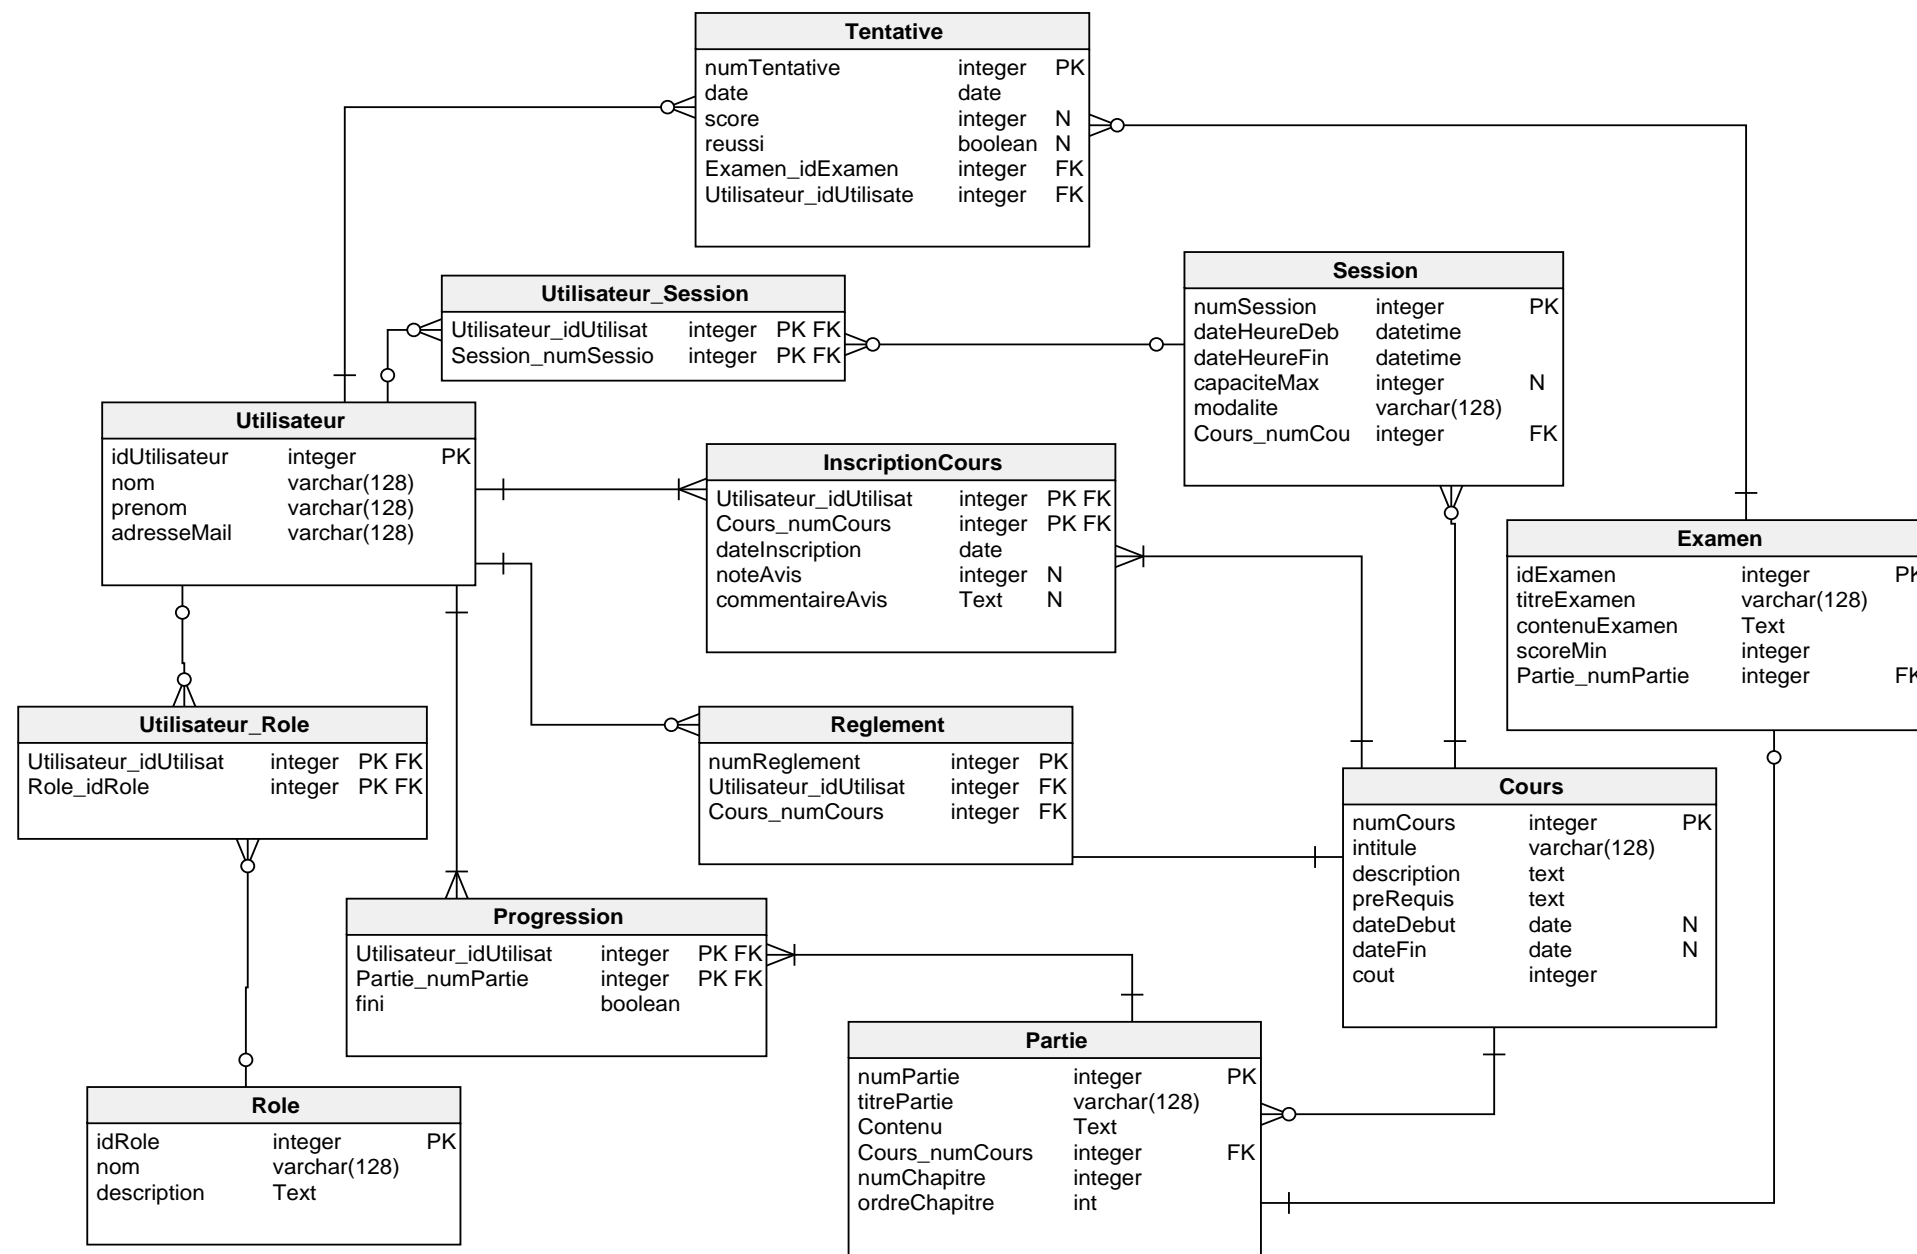 Tentative
numTentative integer PK
date date
score integer N
reussi boolean N
Examen_idExamen integer FK
Utilisateur_idUtilisate integer FK
Utilisateur_Session
Utilisateur_idUtilisat integer PK FK
Session_numSessio integer PK FK
Session
numSession integer PK
dateHeureDeb datetime
dateHeureFin datetime
capaciteMax integer N
modalite varchar(128)
Cours_numCou integer FK
Utilisateur
idUtilisateur integer PK
nom varchar(128)
prenom varchar(128)
adresseMail varchar(128)
InscriptionCours
Utilisateur_idUtilisat integer PK FK
Cours_numCours integer PK FK
dateInscription date
noteAvis integer N
commentaireAvis Text N
Examen
idExamen integer PK
titreExamen varchar(128)
contenuExamen Text
scoreMin integer
Partie_numPartie integer FK
Utilisateur_Role
Utilisateur_idUtilisat integer PK FK
Role_idRole integer PK FK
Reglement
numReglement integer PK
Utilisateur_idUtilisat integer FK
Cours_numCours integer FK
Cours
numCours integer PK
intitule varchar(128)
description text
preRequis text
dateDebut date N
dateFin date N
cout integer
Progression
Utilisateur_idUtilisat integer PK FK
Partie_numPartie integer PK FK
fini boolean
Partie
numPartie integer PK
titrePartie varchar(128)
Contenu Text
Cours_numCours integer FK
numChapitre integer
ordreChapitre int
Role
idRole integer PK
nom varchar(128)
description Text